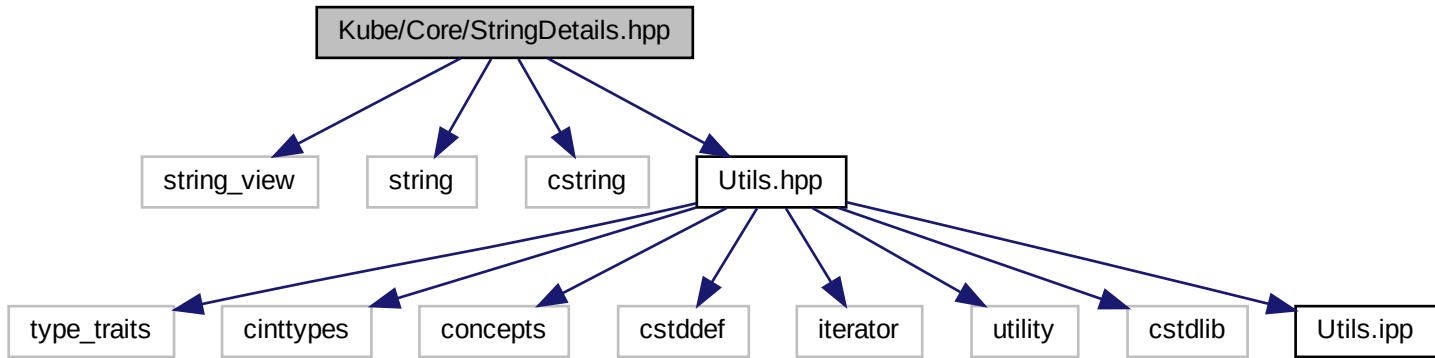 Kube/Core/StringDetails.hpp
string_view
string
cstring
Utils.hpp
type_traits
cinttypes
concepts
cstddef
iterator
utility
cstdlib
Utils.ipp